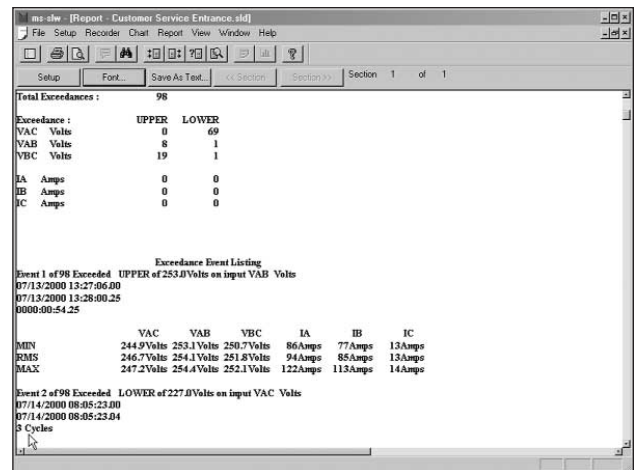 ms-slw - [Report - Customer Service Entrance.sld]
File Setup Recorder Chart Report View Window Help
Setup Font... Save As Text... << Section Section >> Section 1 of 1
Total Exceedances : 98
Exceedance : UPPER LOWER
VAC Volts 0 69
VAB Volts 8 1
VBC Volts 19 1
IA Amps 0 0
IB Amps 0 0
IC Amps 0 0
Exceedance Event Listing
Event 1 of 98 Exceeded UPPER of 253.0Volts on input VAB Volts
07/13/2000 13:27:06.00
07/13/2000 13:28:00.25
0000:00:54.25
VAC VAB VBC IA IB IC
MIN 244.9Volts 253.1Volts 250.7Volts 86Amps 77Amps 13Amps
RMS 246.7Volts 254.1Volts 251.8Volts 94Amps 85Amps 13Amps
MAX 247.2Volts 254.4Volts 252.1Volts 122Amps 113Amps 14Amps
Event 2 of 98 Exceeded LOWER of 227.0Volts on input VAC Volts
07/14/2000 08:05:23.00
07/14/2000 08:05:23.04
3 Cycles